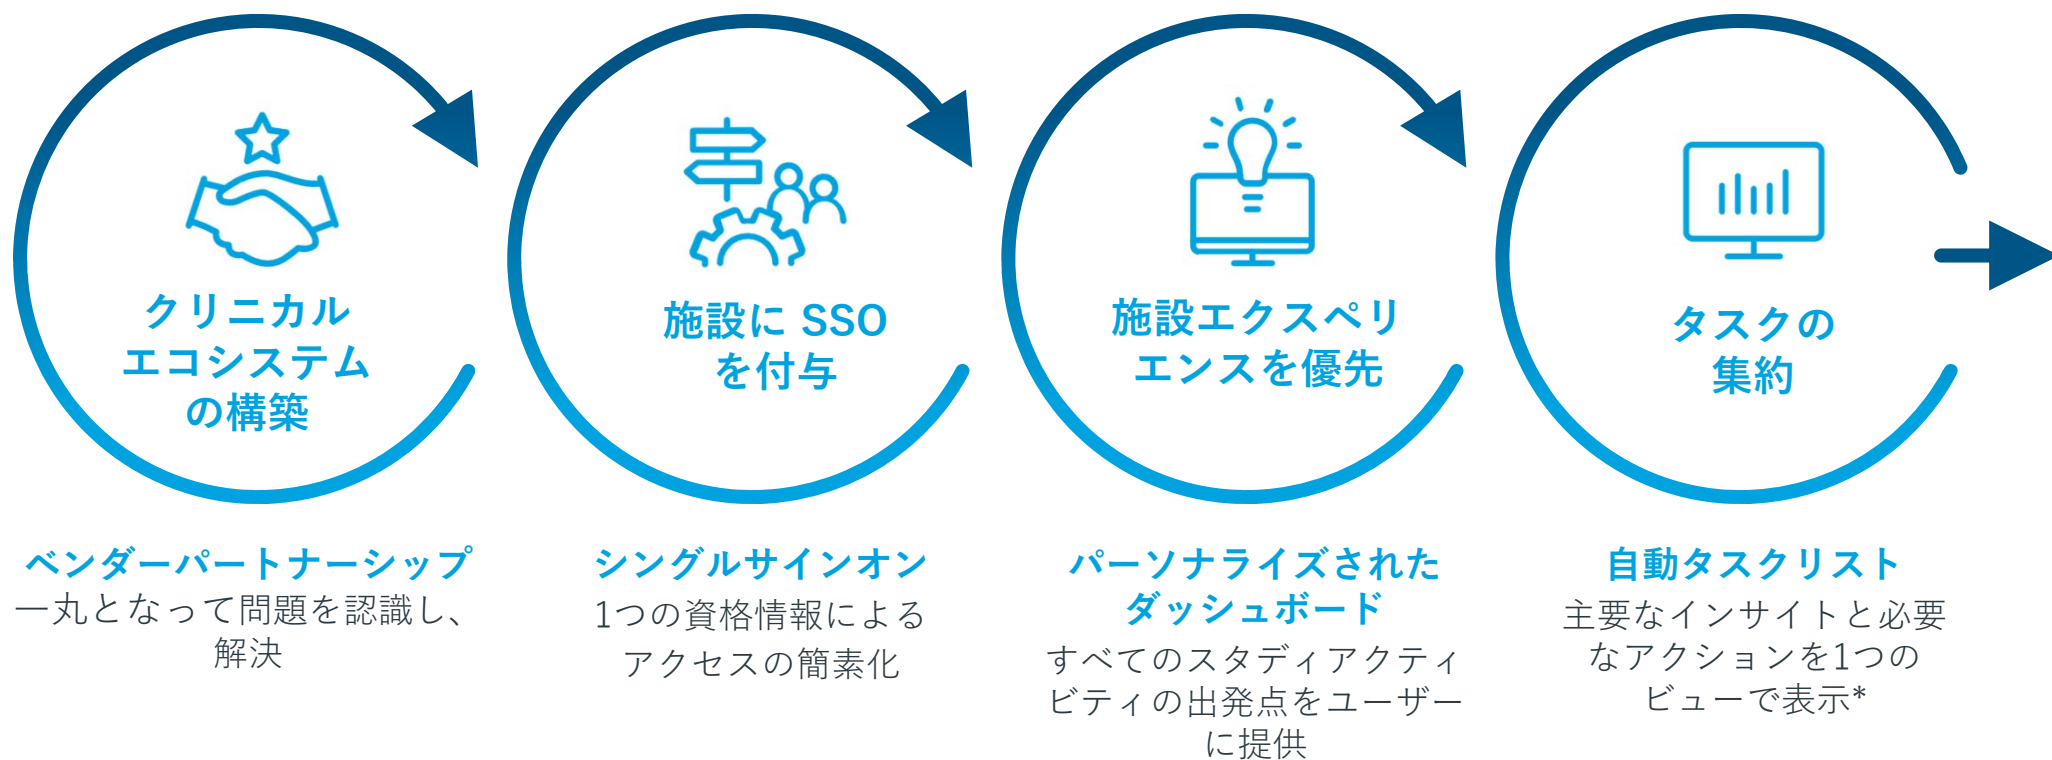 クリニカル
エコシステム
の構築
施設に SSO
を付与
施設エクスペリ
エンスを優先
タスクの
集約
ベンダーパートナーシップ
一丸となって問題を認識し、
解決
シングルサインオン
1つの資格情報による
アクセスの簡素化
パーソナライズされた
ダッシュボード
すべてのスタディアクティ
ビティの出発点をユーザー
に提供
自動タスクリスト
主要なインサイトと必要
なアクションを1つの
ビューで表示*